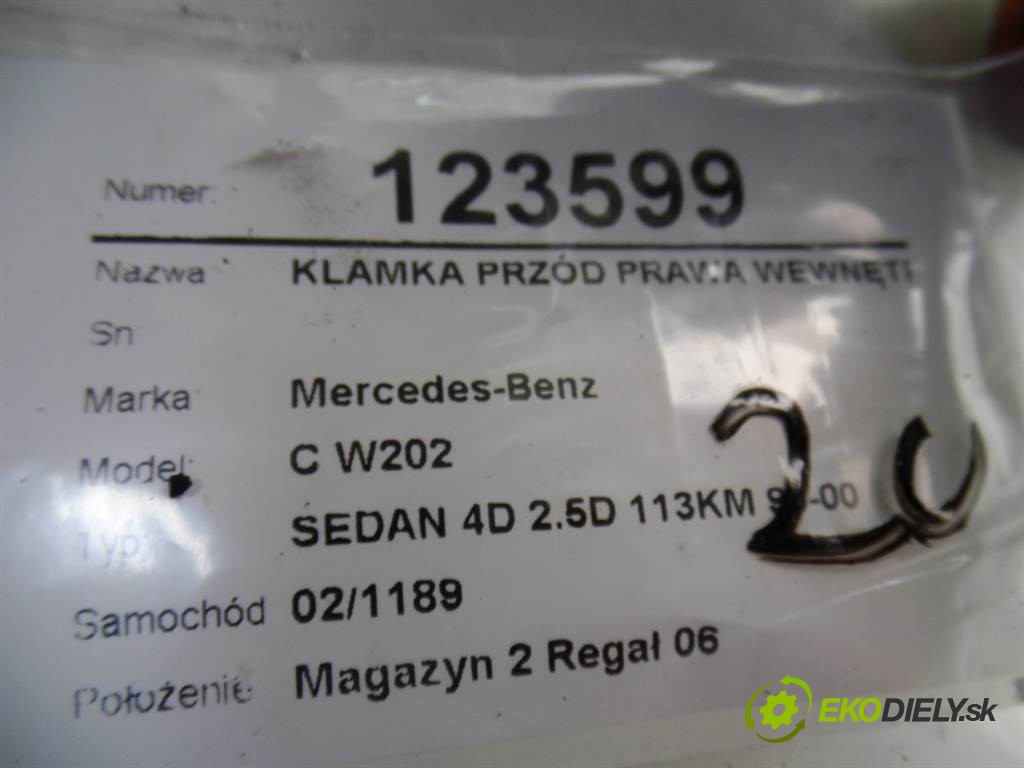 Numer: 123599
Nazwa KLAMKA PRZÓD PRAWA
Sn
Marka Mercedes-Benz
Model: C W202
Typ SEDAN 4D 2.5D 113KM
Samochód 02/1189
Położenie Magazyn 2 Regał 06
EKODIELY.sk